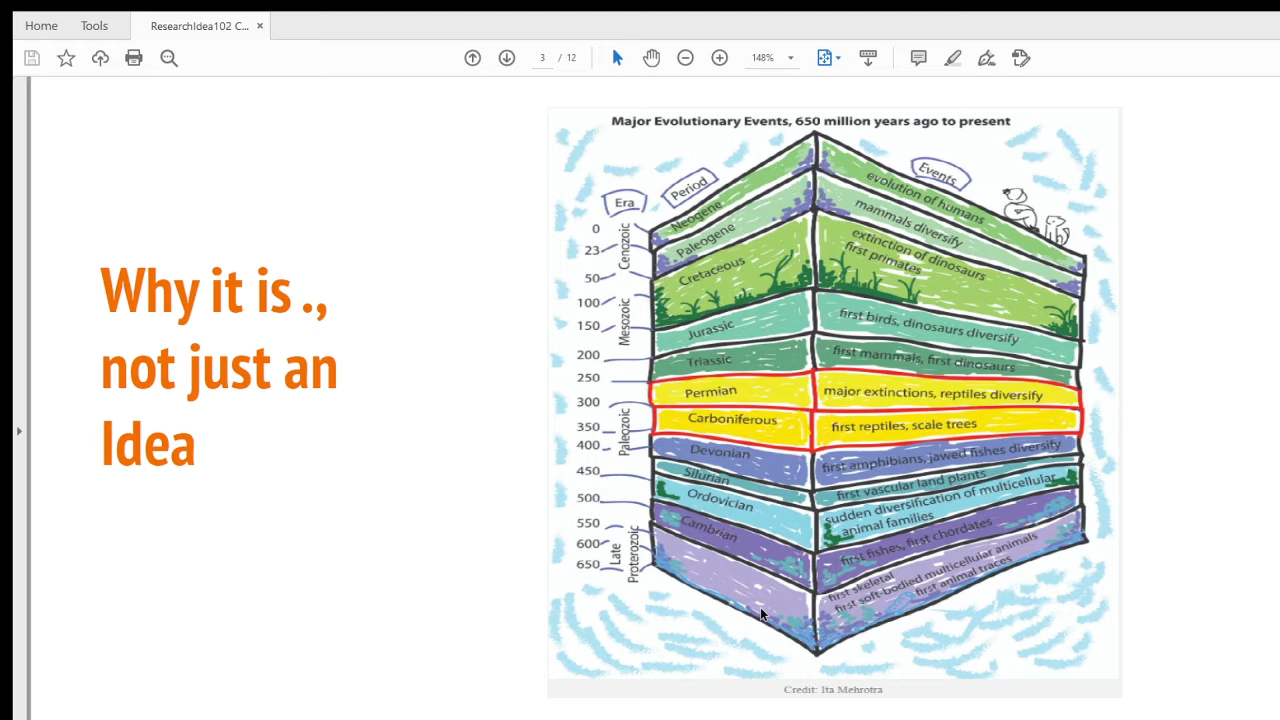 Home
Tools
ResearchIdea102 C...
3 / 12
148%
Why it is .,
not just an
Idea
Major Evolutionary Events, 650 million years ago to present
Era
Period
Events
0
23
50
100
150
200
250
300
350
400
450
500
550
600
650
Cenozoic
Mesozoic
Paleozoic
Late
Proterozoic
Neogene
evolution of humans
Paleogene
mammals diversify
Cretaceous
extinction of dinosaurs
first primates
Jurassic
first birds, dinosaurs diversify
Triassic
first mammals, first dinosaurs
Permian
major extinctions, reptiles diversify
Carboniferous
first reptiles, scale trees
Devonian
first amphibians, jawed fishes diversify
Silurian
first vascular land plants
Ordovician
sudden diversification of multicellular
animal families
Cambrian
first fishes, first chordates
first skeletal
first soft-bodied multicellular animals
first animal traces
Credit: Ita Mehrotra